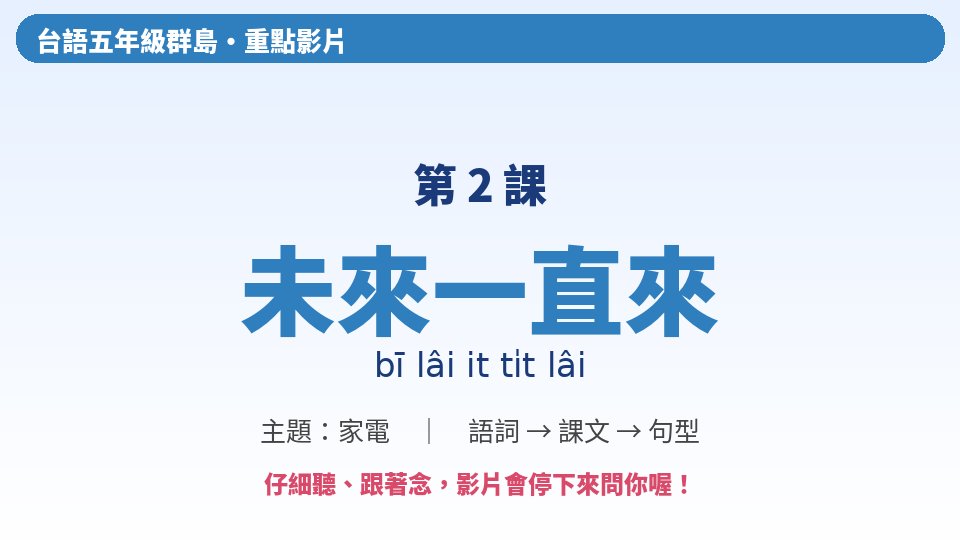 台語五年級群島·重點影片
第 2 課
未來一直來
bī lâi it ti̍t lâi
主題：家電 ｜ 語詞 → 課文 → 句型
仔細聽、跟著念，影片會停下來問你喔！